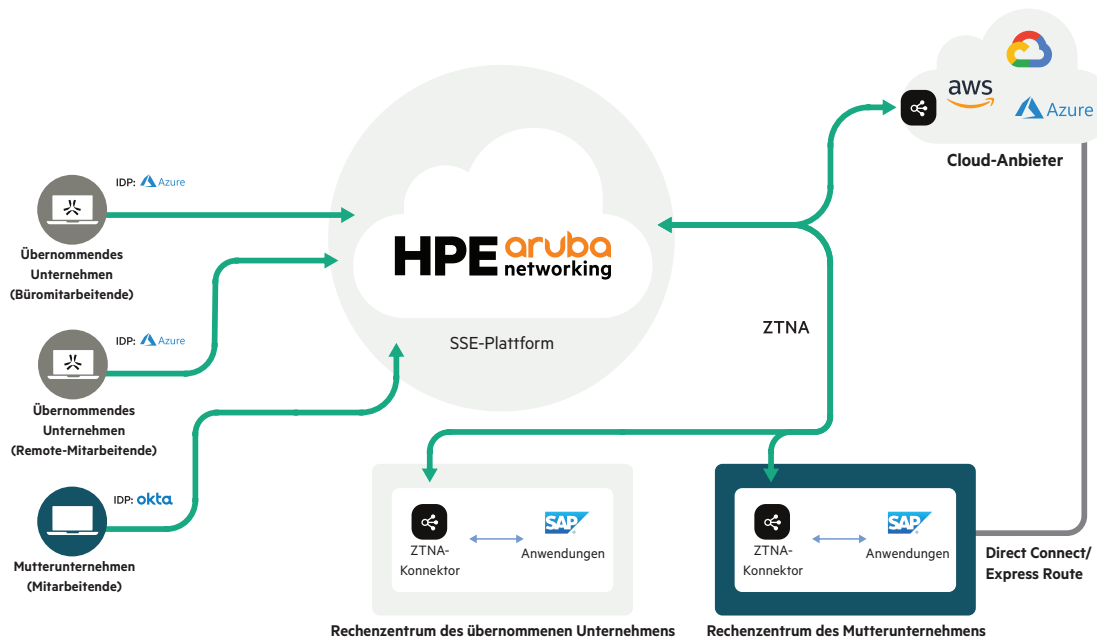 aws
Azure
Cloud-Anbieter
IDP: Azure
Übernommendes
Unternehmen
(Büromitarbeitende)
HPE aruba
networking
SSE-Plattform
ZTNA
IDP: Azure
Übernommendes
Unternehmen
(Remote-Mitarbeitende)
IDP: okta
Mutterunternehmen
(Mitarbeitende)
ZTNA-
Konnektor
SAP
Anwendungen
Rechenzentrum des übernommenen Unternehmens
ZTNA-
Konnektor
SAP
Anwendungen
Rechenzentrum des Mutterunternehmens
Direct Connect/
Express Route